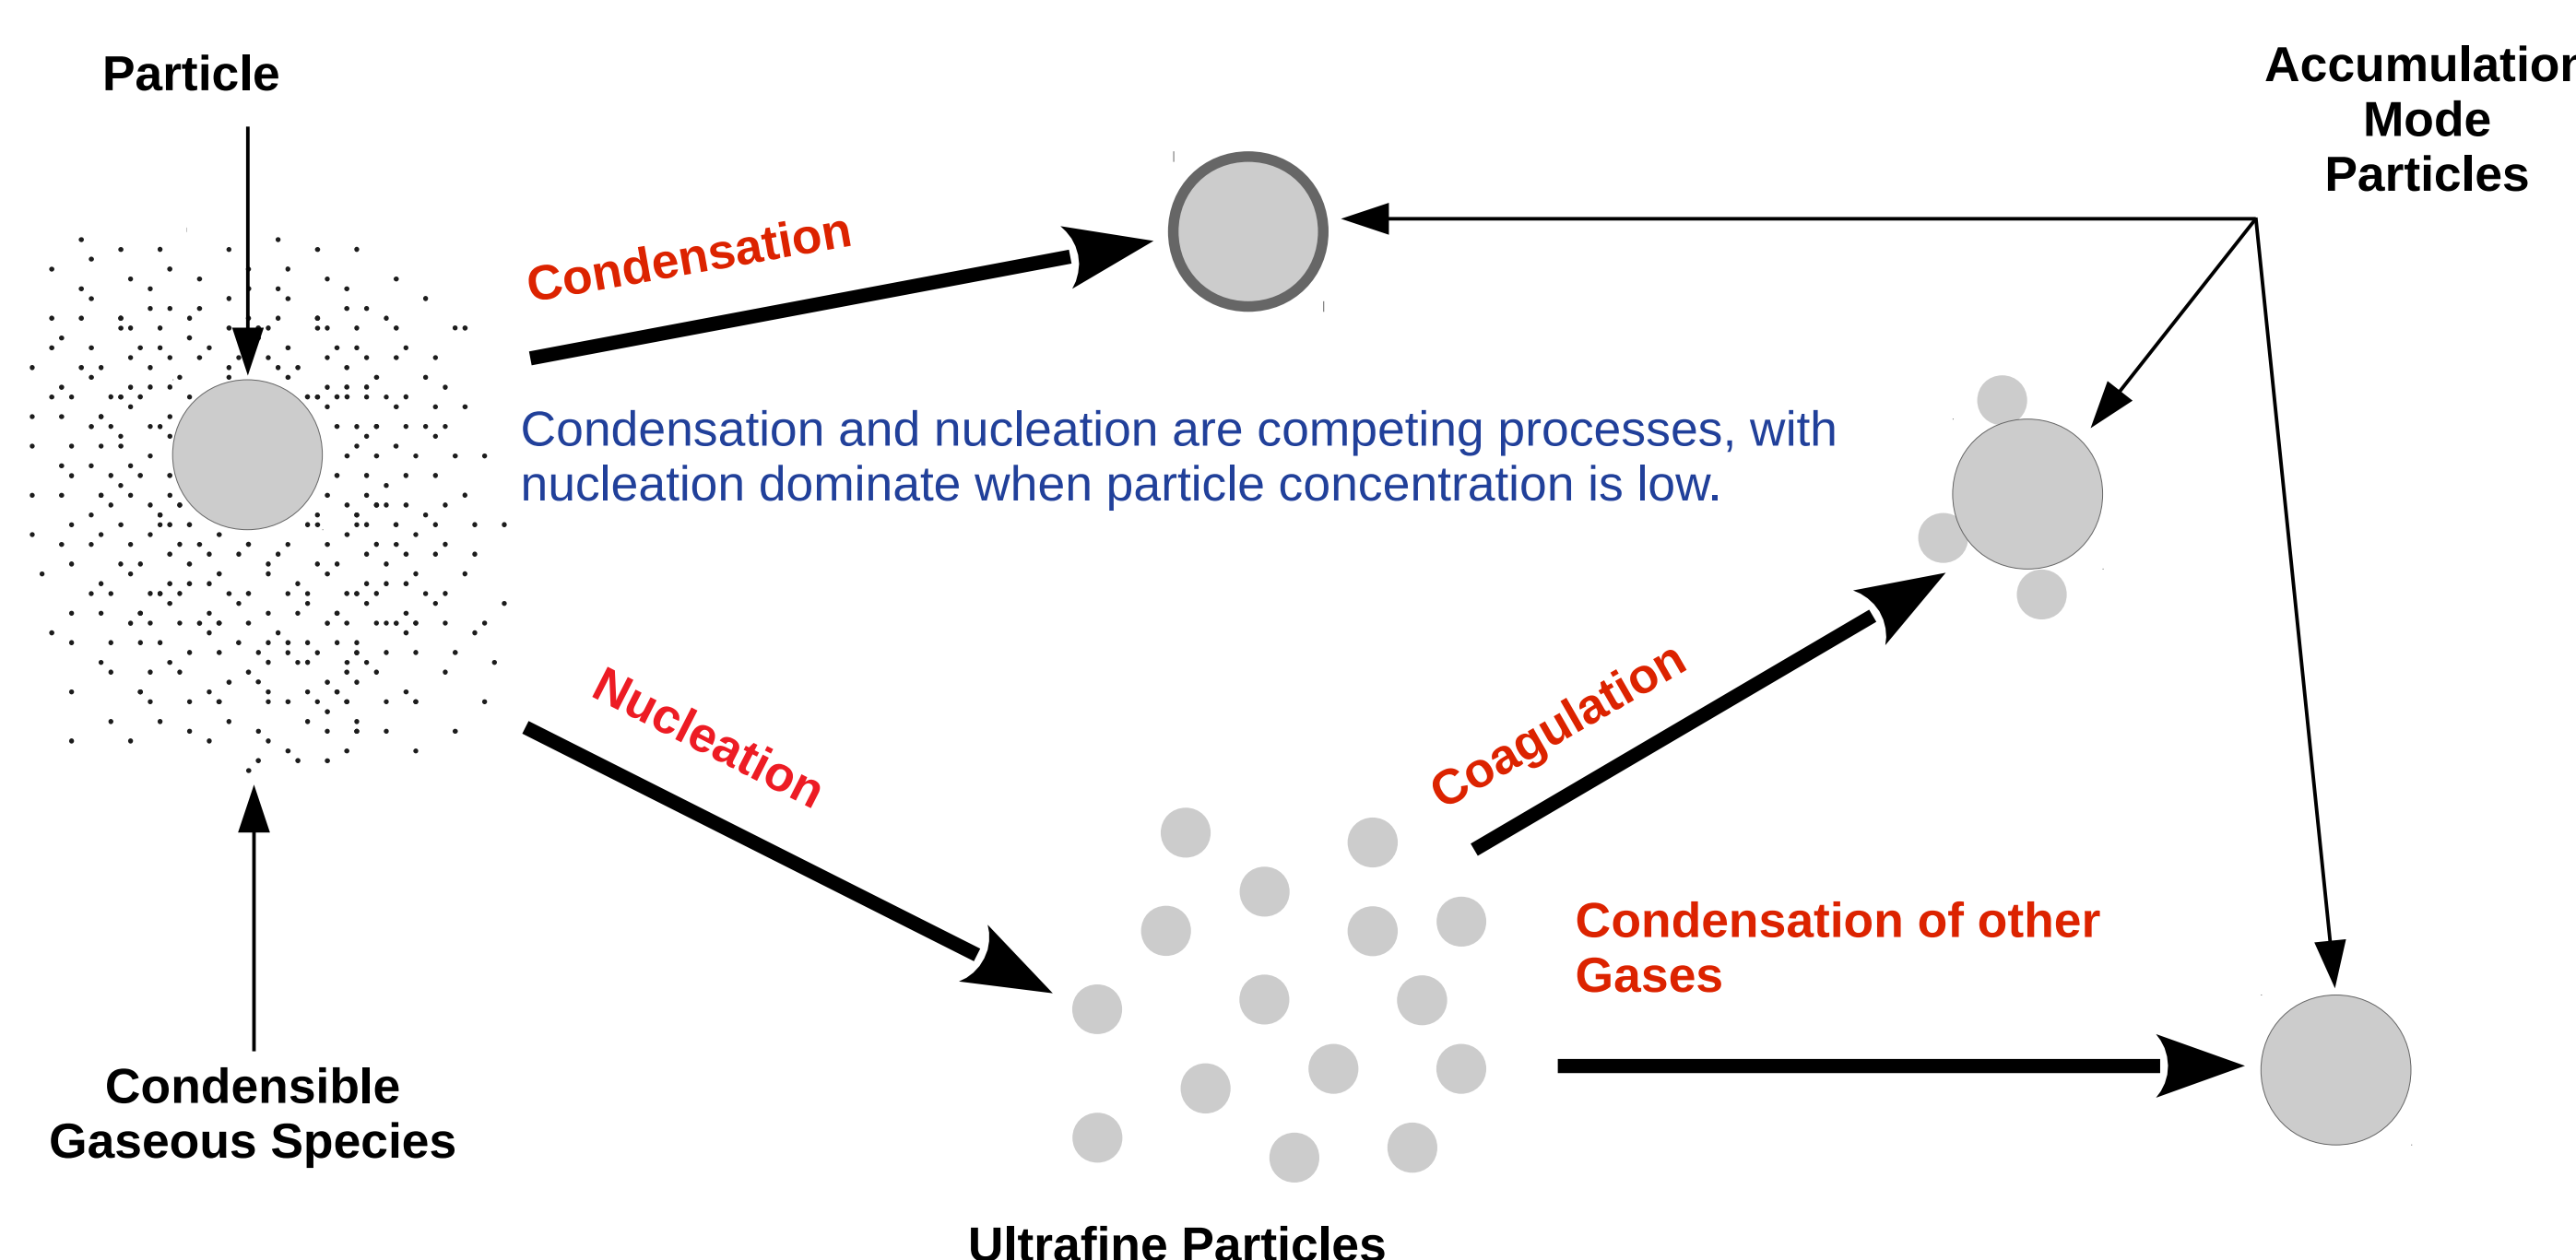 Particle
Accumulation
Mode
Particles
Condensation
Condensation and nucleation are competing processes, with
nucleation dominate when particle concentration is low.
Nucleation
Coagulation
Condensation of other
Gases
Condensible
Gaseous Species
Ultrafine Particles